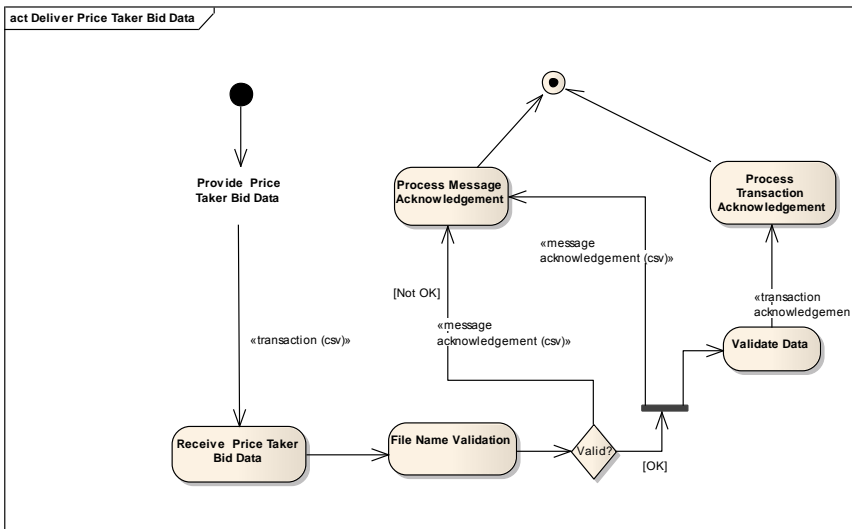 act Deliver Price Taker Bid Data
Provide Price
Taker Bid Data
Process Message
Acknowledgement
Process
Transaction
Acknowledgement
«message
acknowledgement (csv)»
[Not OK]
«transaction
acknowledgemen
«message
acknowledgement (csv)»
«transaction (csv)»
Validate Data
Receive Price Taker
Bid Data
File Name Validation
Valid?
[OK]